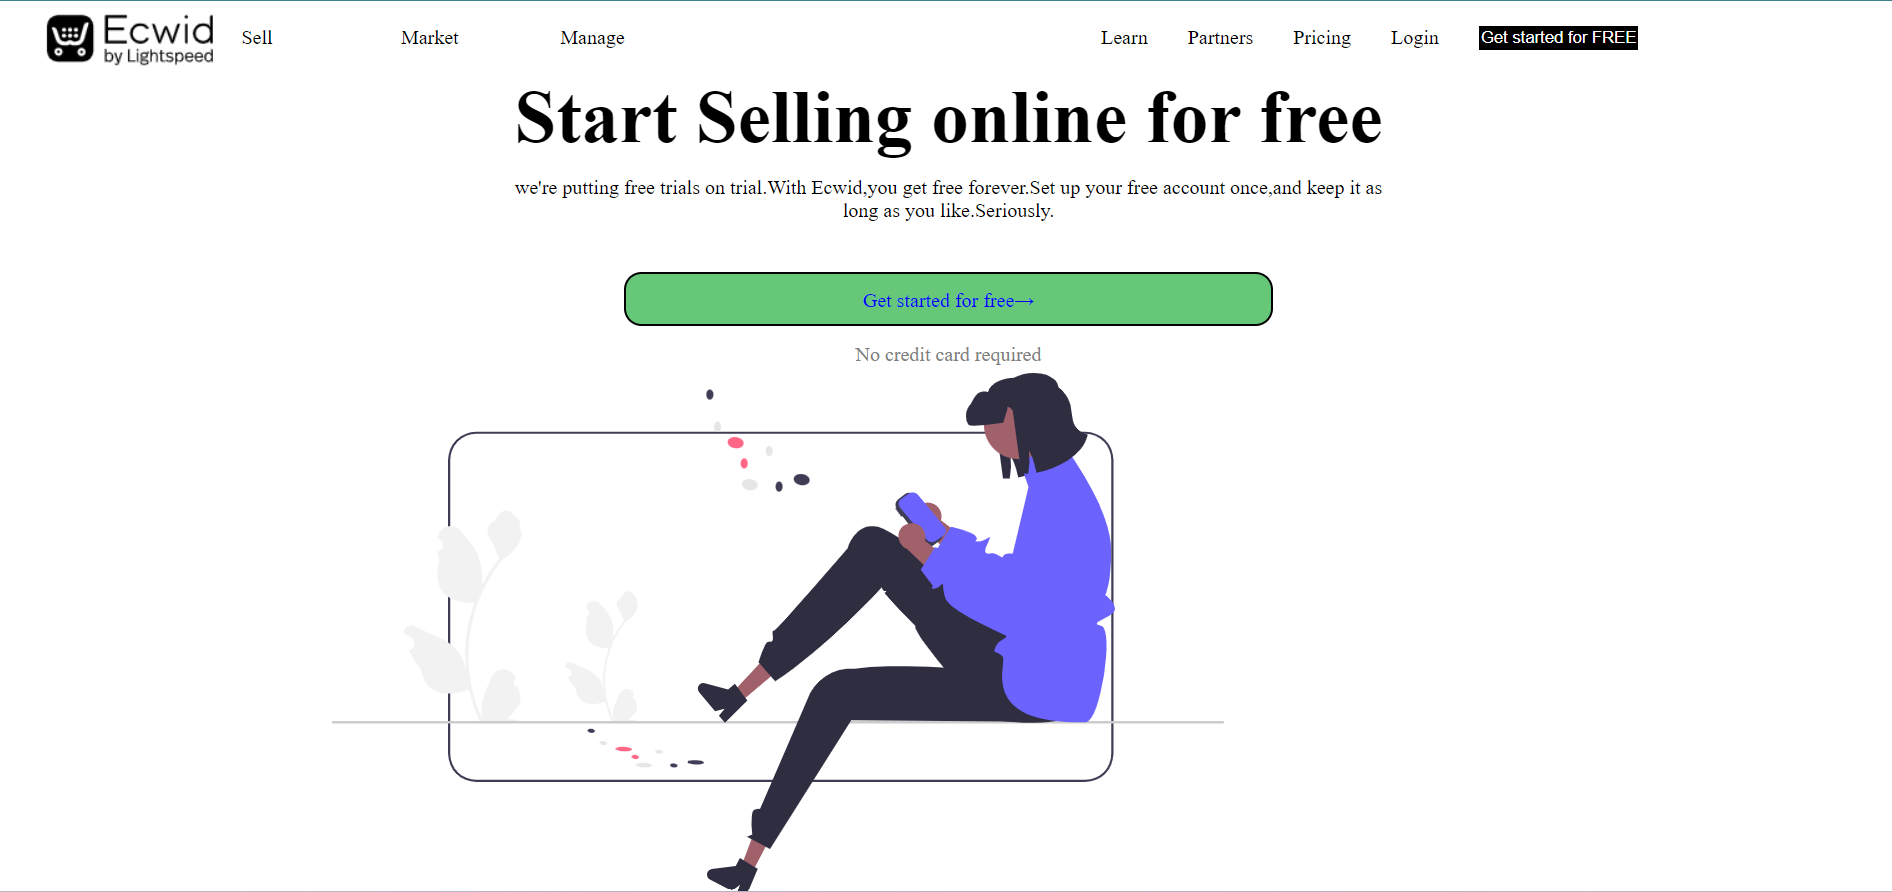 Ecwid
by Lightspeed
Sell Market Manage Learn Partners Pricing Login Get started for FREE
Start Selling online for free
we're putting free trials on trial.With Ecwid,you get free forever.Set up your free account once,and keep it as
long as you like.Seriously.
Get started for free→
No credit card required